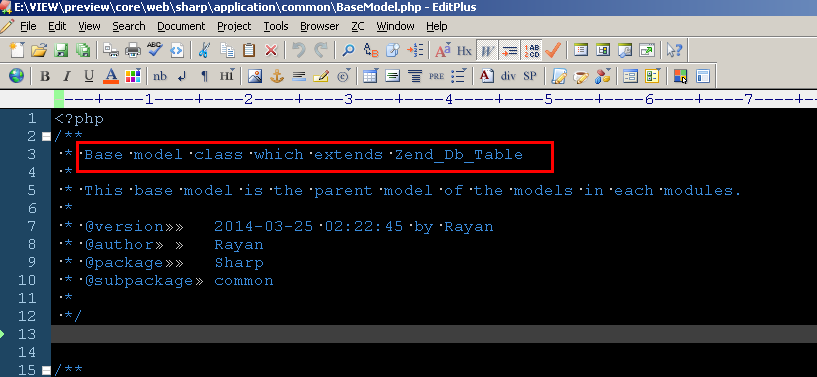 E:\VIEW\preview\core\web\sharp\application\common\BaseModel.php - EditPlus
File Edit View Search Document Project Tools Browser ZC Window Help
Hx W
B I U A nb ¶ HI © PRE A div SP
----+----1----+----2----+----3----+----4----+----5----+----6----+----7----+
1 <?php
2 /**
3 * Base model class which extends Zend_Db_Table
4 *
5 * This base model is the parent model of the models in each modules.
6 *
7 * @version»» 2014-03-25 02:22:45 by Rayan
8 * @author» » Rayan
9 * @package»» Sharp
10 * @subpackage» common
11 *
12 */
13
14
15 /**